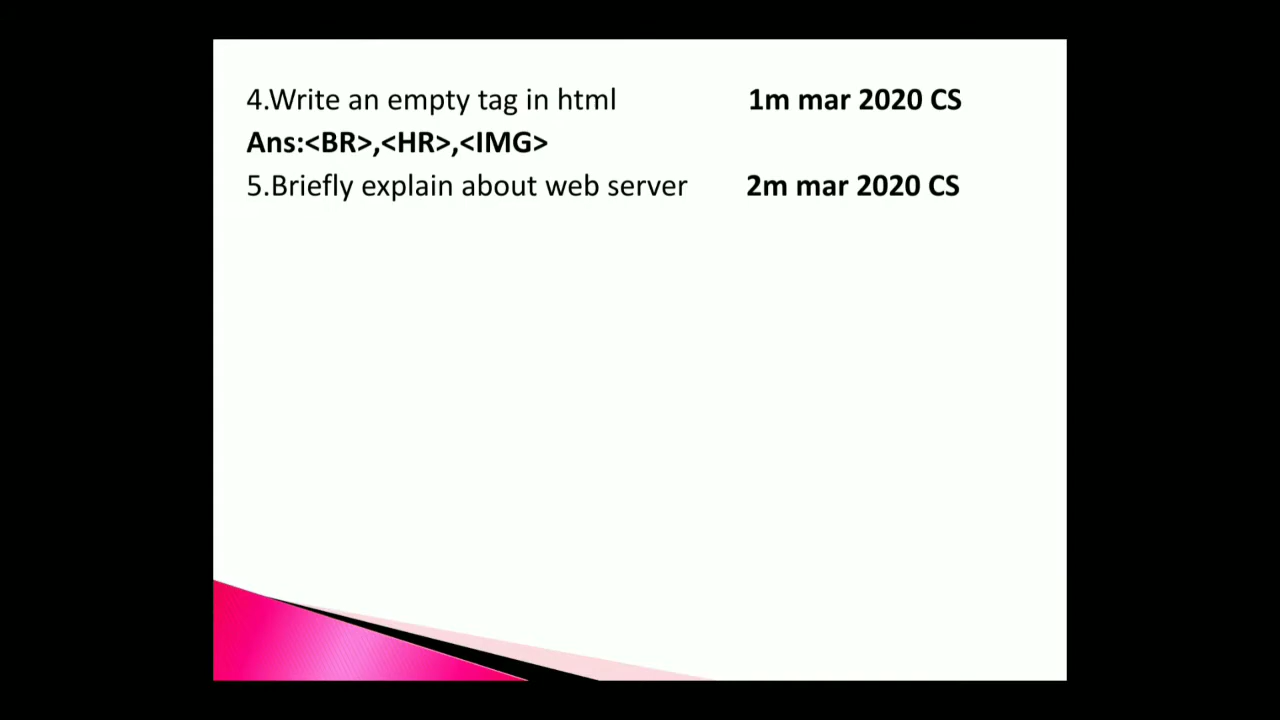 4.Write an empty tag in html 1m mar 2020 CS
Ans:<BR>,<HR>,<IMG>
5.Briefly explain about web server 2m mar 2020 CS